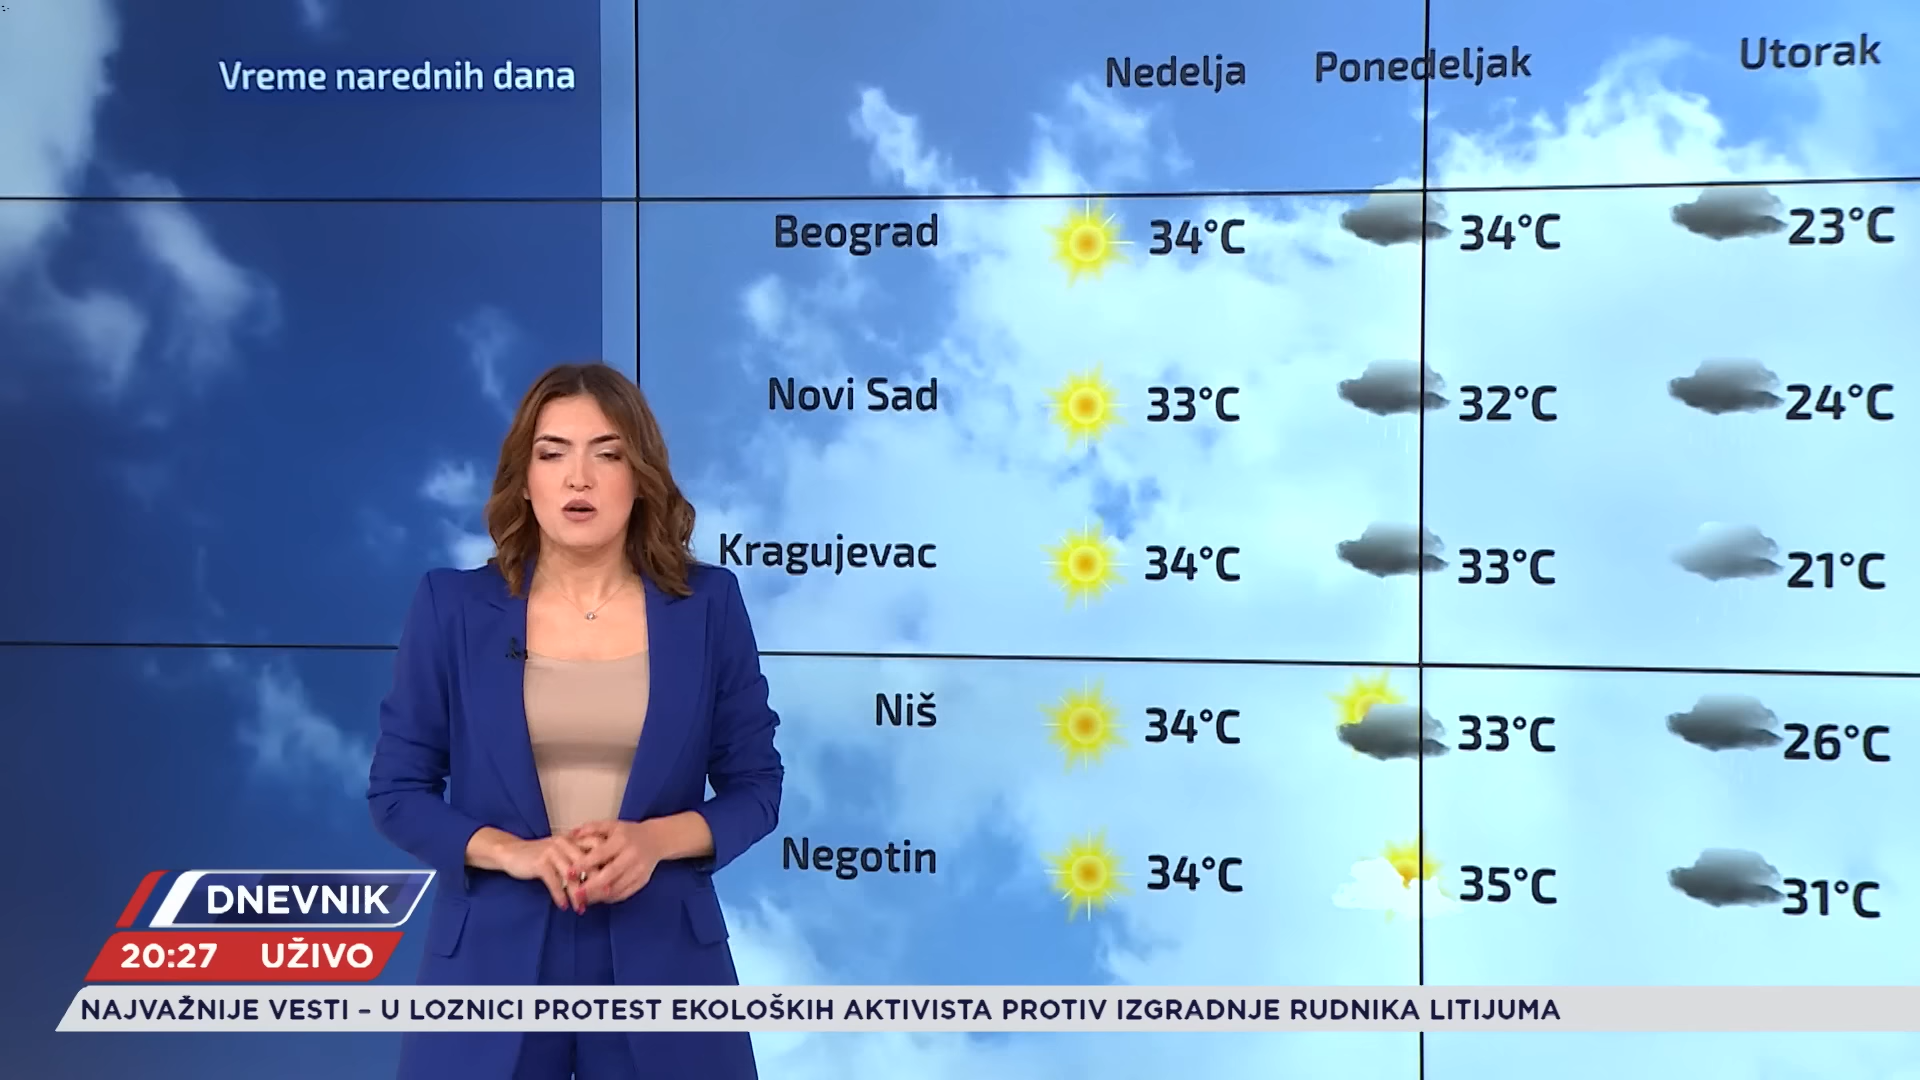 Vreme narednih dana
Nedelja Ponedeljak Utorak
Beograd 34°C 34°C 23°C
Novi Sad 33°C 32°C 24°C
Kragujevac 34°C 33°C 21°C
Niš 34°C 33°C 26°C
Negotin 34°C 35°C 31°C
DNEVNIK
20:27 UŽIVO
NAJVAŽNIJE VESTI – U LOZNICI PROTEST EKOLOŠKIH AKTIVISTA PROTIV IZGRADNJE RUDNIKA LITIJUMA